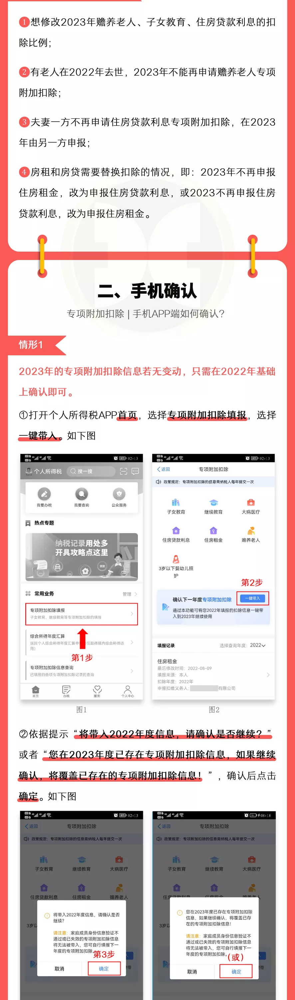 1想修改2023年赡养老人、子女教育、住房贷款利息的扣
除比例；
2有老人在2022年去世，2023年不能再申请赡养老人专项
附加扣除；
3夫妻一方不再申请住房贷款利息专项附加扣除，在2023
年由另一方申报；
4房租和房贷需要替换扣除的情况，即：2023年不再申报
住房租金，改为申报住房贷款利息，或2023不再申报住房
贷款利息，改为申报住房租金。
二、手机确认
专项附加扣除 | 手机APP端如何确认？
情形1
2023年的专项附加扣除信息若无变动，只需在2022年基础
上确认即可。
①打开个人所得税APP首页，选择专项附加扣除填报，选择
一键带入。如下图
02:13
个人所得税
搜一搜
我要办税
我要查询
公众服务
热点专题
纳税记录用处多
开具攻略点这里
常用业务
管理
专项附加扣除填报
子女教育、继续教育等专项附加扣除的填报
综合所得年度汇算
居民个人综合所得年度汇算申报（仅取得境内综合所得适
用）
第1步
专项附加扣除信息查询
已填报的各项专项附加扣除记录的查询
首页
办税
服务
个人中心
图1
02:13
返回
专项附加扣除
政策规定：专项附加扣除的信息需纳税人每年提交一次
子女教育
继续教育
大病医疗
住房贷款利息
住房租金
赡养老人
3岁以下婴幼儿照
护
第2步
确认下一年度专项附加扣除
一键带入
通过本功能可将您2022年填报的扣除信息一键带
入到2023年继续使用
填报记录
选择查询年度：2022
住房租金
最后修改时间：2022-08-09
填报来源：本人
扣除年度：2022年
申报扣缴义务人：
有限公司
图2
②依据提示“将带入2022年度信息，请确认是否继续？”
或者“您在2023年度已存在专项附加扣除信息，如果继续
确认，将覆盖已存在的专项附加扣除信息！”，确认后点击
确定。如下图
02:13
返回
专项附加扣除
政策规定：专项附加扣除的信息需纳税人每年提交一次
子女教育
继续教育
大病医疗
住房贷款利息
住房租金
赡养老人
3岁以
将带入2022年度信息，请确认是否
继续？
请注意：家庭成员身份信息验证不
通过或已失效的专项附加扣除信息
将无法被带入，您可自行填报下一
年度的专项附加扣除。
第3步
取消
确定
08:18
返回
专项附加扣除
政策规定：专项附加扣除的信息需纳税人每年提交一次
子女教育
继续教育
大病医疗
3岁以
您在2023年度已存在专项附加扣除
信息，如果继续确认，将覆盖已存
在的专项附加扣除信息！
请注意：家庭成员身份信息验证不
通过或已失效的专项附加扣除信息
将无法被带入，您可自行填报下一
年度的专项附加扣除。
（或）
取消
确定